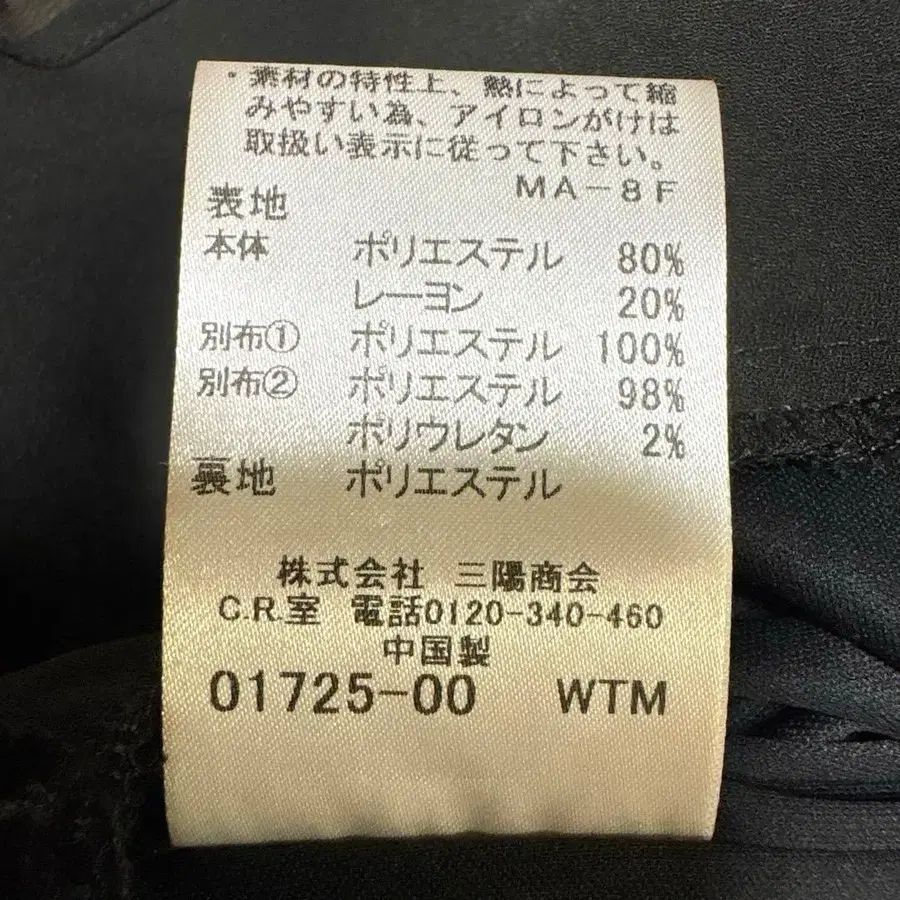 ・素材の特性上、熱によって縮
みやすい為、アイロンがけは
取扱い表示に従って下さい。
MA-8F
表地
本体 ポリエステル 80%
レーヨン 20%
別布① ポリエステル 100%
別布② ポリエステル 98%
ポリウレタン 2%
裏地 ポリエステル
株式会社 三陽商会
C.R.室 電話0120-340-460
中国製
01725-00 WTM